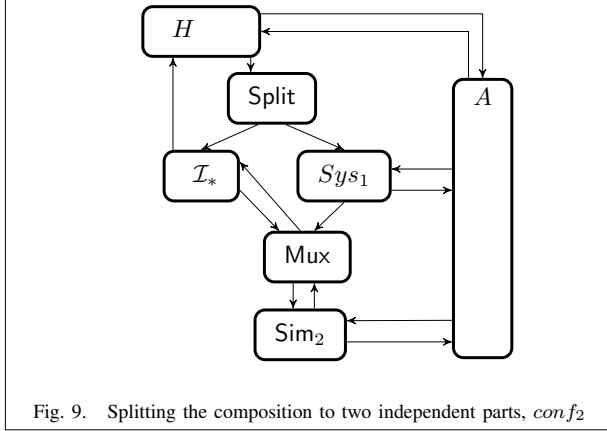 H
A
Split
𝓘*
Sys₁
Mux
Sim₂
Fig. 9. Splitting the composition to two independent parts, conf₂